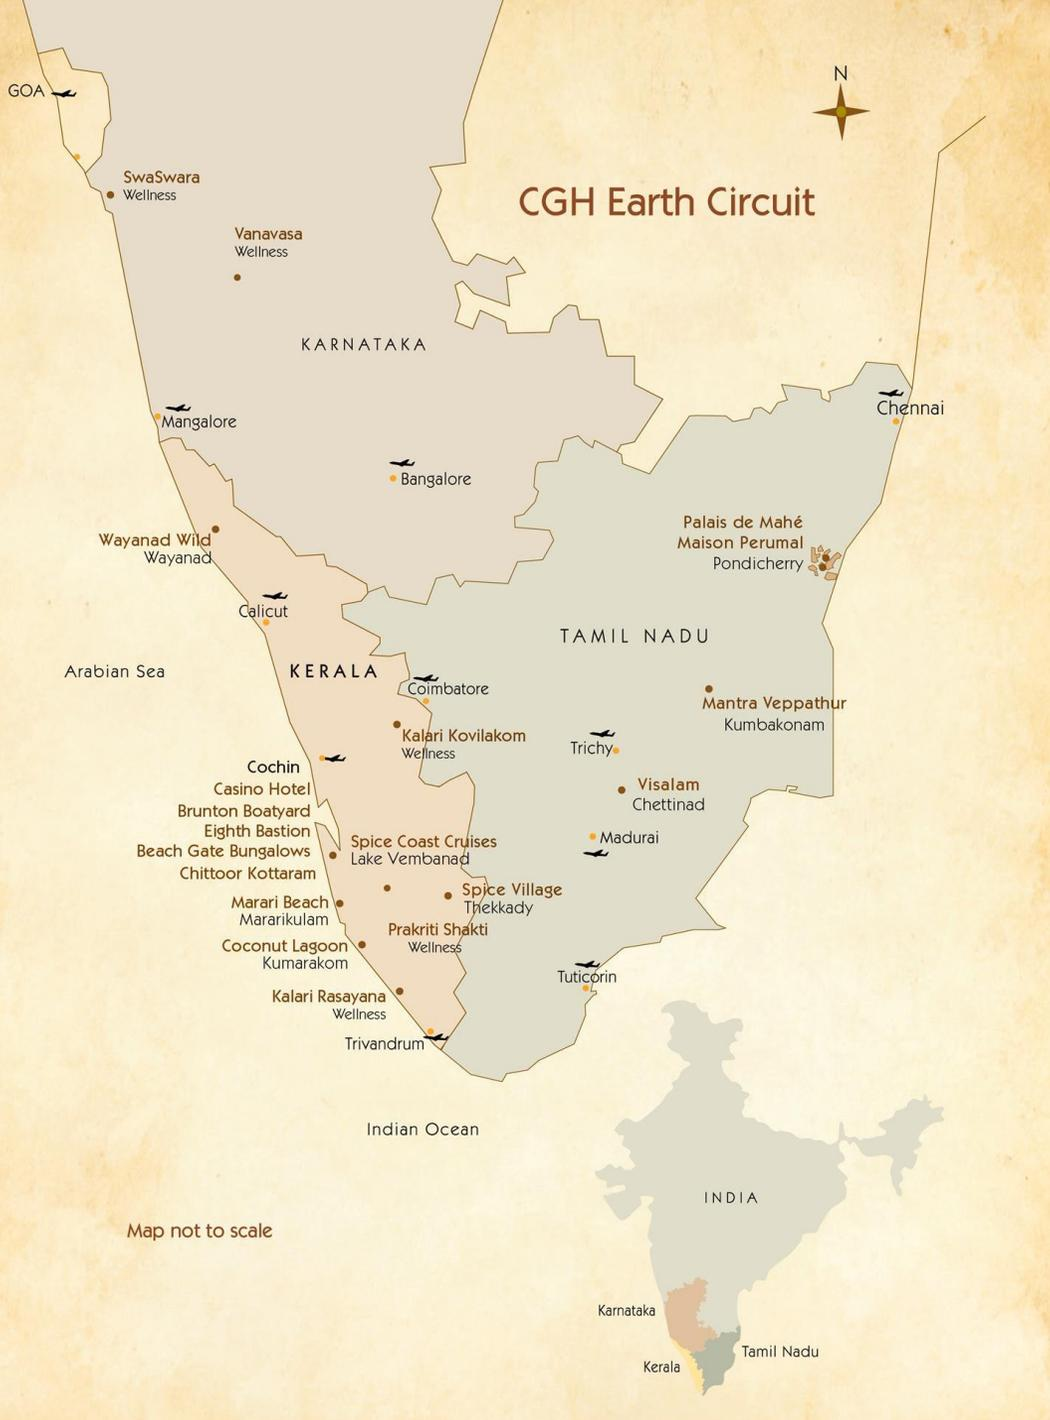 N
GOA
SwaSwara
Wellness
CGH Earth Circuit
Vanavasa
Wellness
KARNATAKA
Chennai
Mangalore
Bangalore
Palais de Mahé
Maison Perumal
Pondicherry
Wayanad Wild
Wayanad
Calicut
TAMIL NADU
Arabian Sea
KERALA
Coimbatore
Mantra Veppathur
Kumbakonam
Kalari Kovilakom
Wellness
Trichy
Cochin
Casino Hotel
Brunton Boatyard
Eighth Bastion
Beach Gate Bungalows
Chittoor Kottaram
Visalam
Chettinad
Madurai
Spice Coast Cruises
Lake Vembanad
Spice Village
Thekkady
Marari Beach
Mararikulam
Prakriti Shakti
Wellness
Coconut Lagoon
Kumarakom
Tuticorin
Kalari Rasayana
Wellness
Trivandrum
Indian Ocean
INDIA
Map not to scale
Karnataka
Tamil Nadu
Kerala